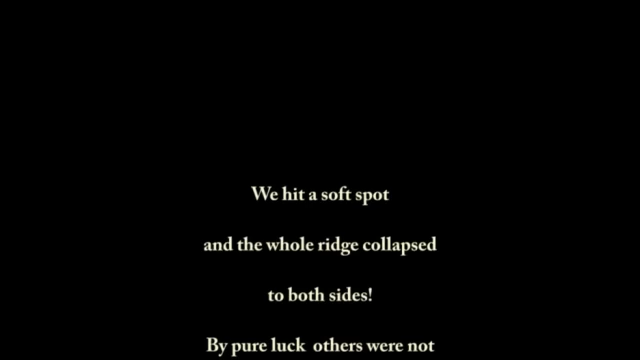 We hit a soft spot
and the whole ridge collapsed
to both sides!
By pure luck  others were not